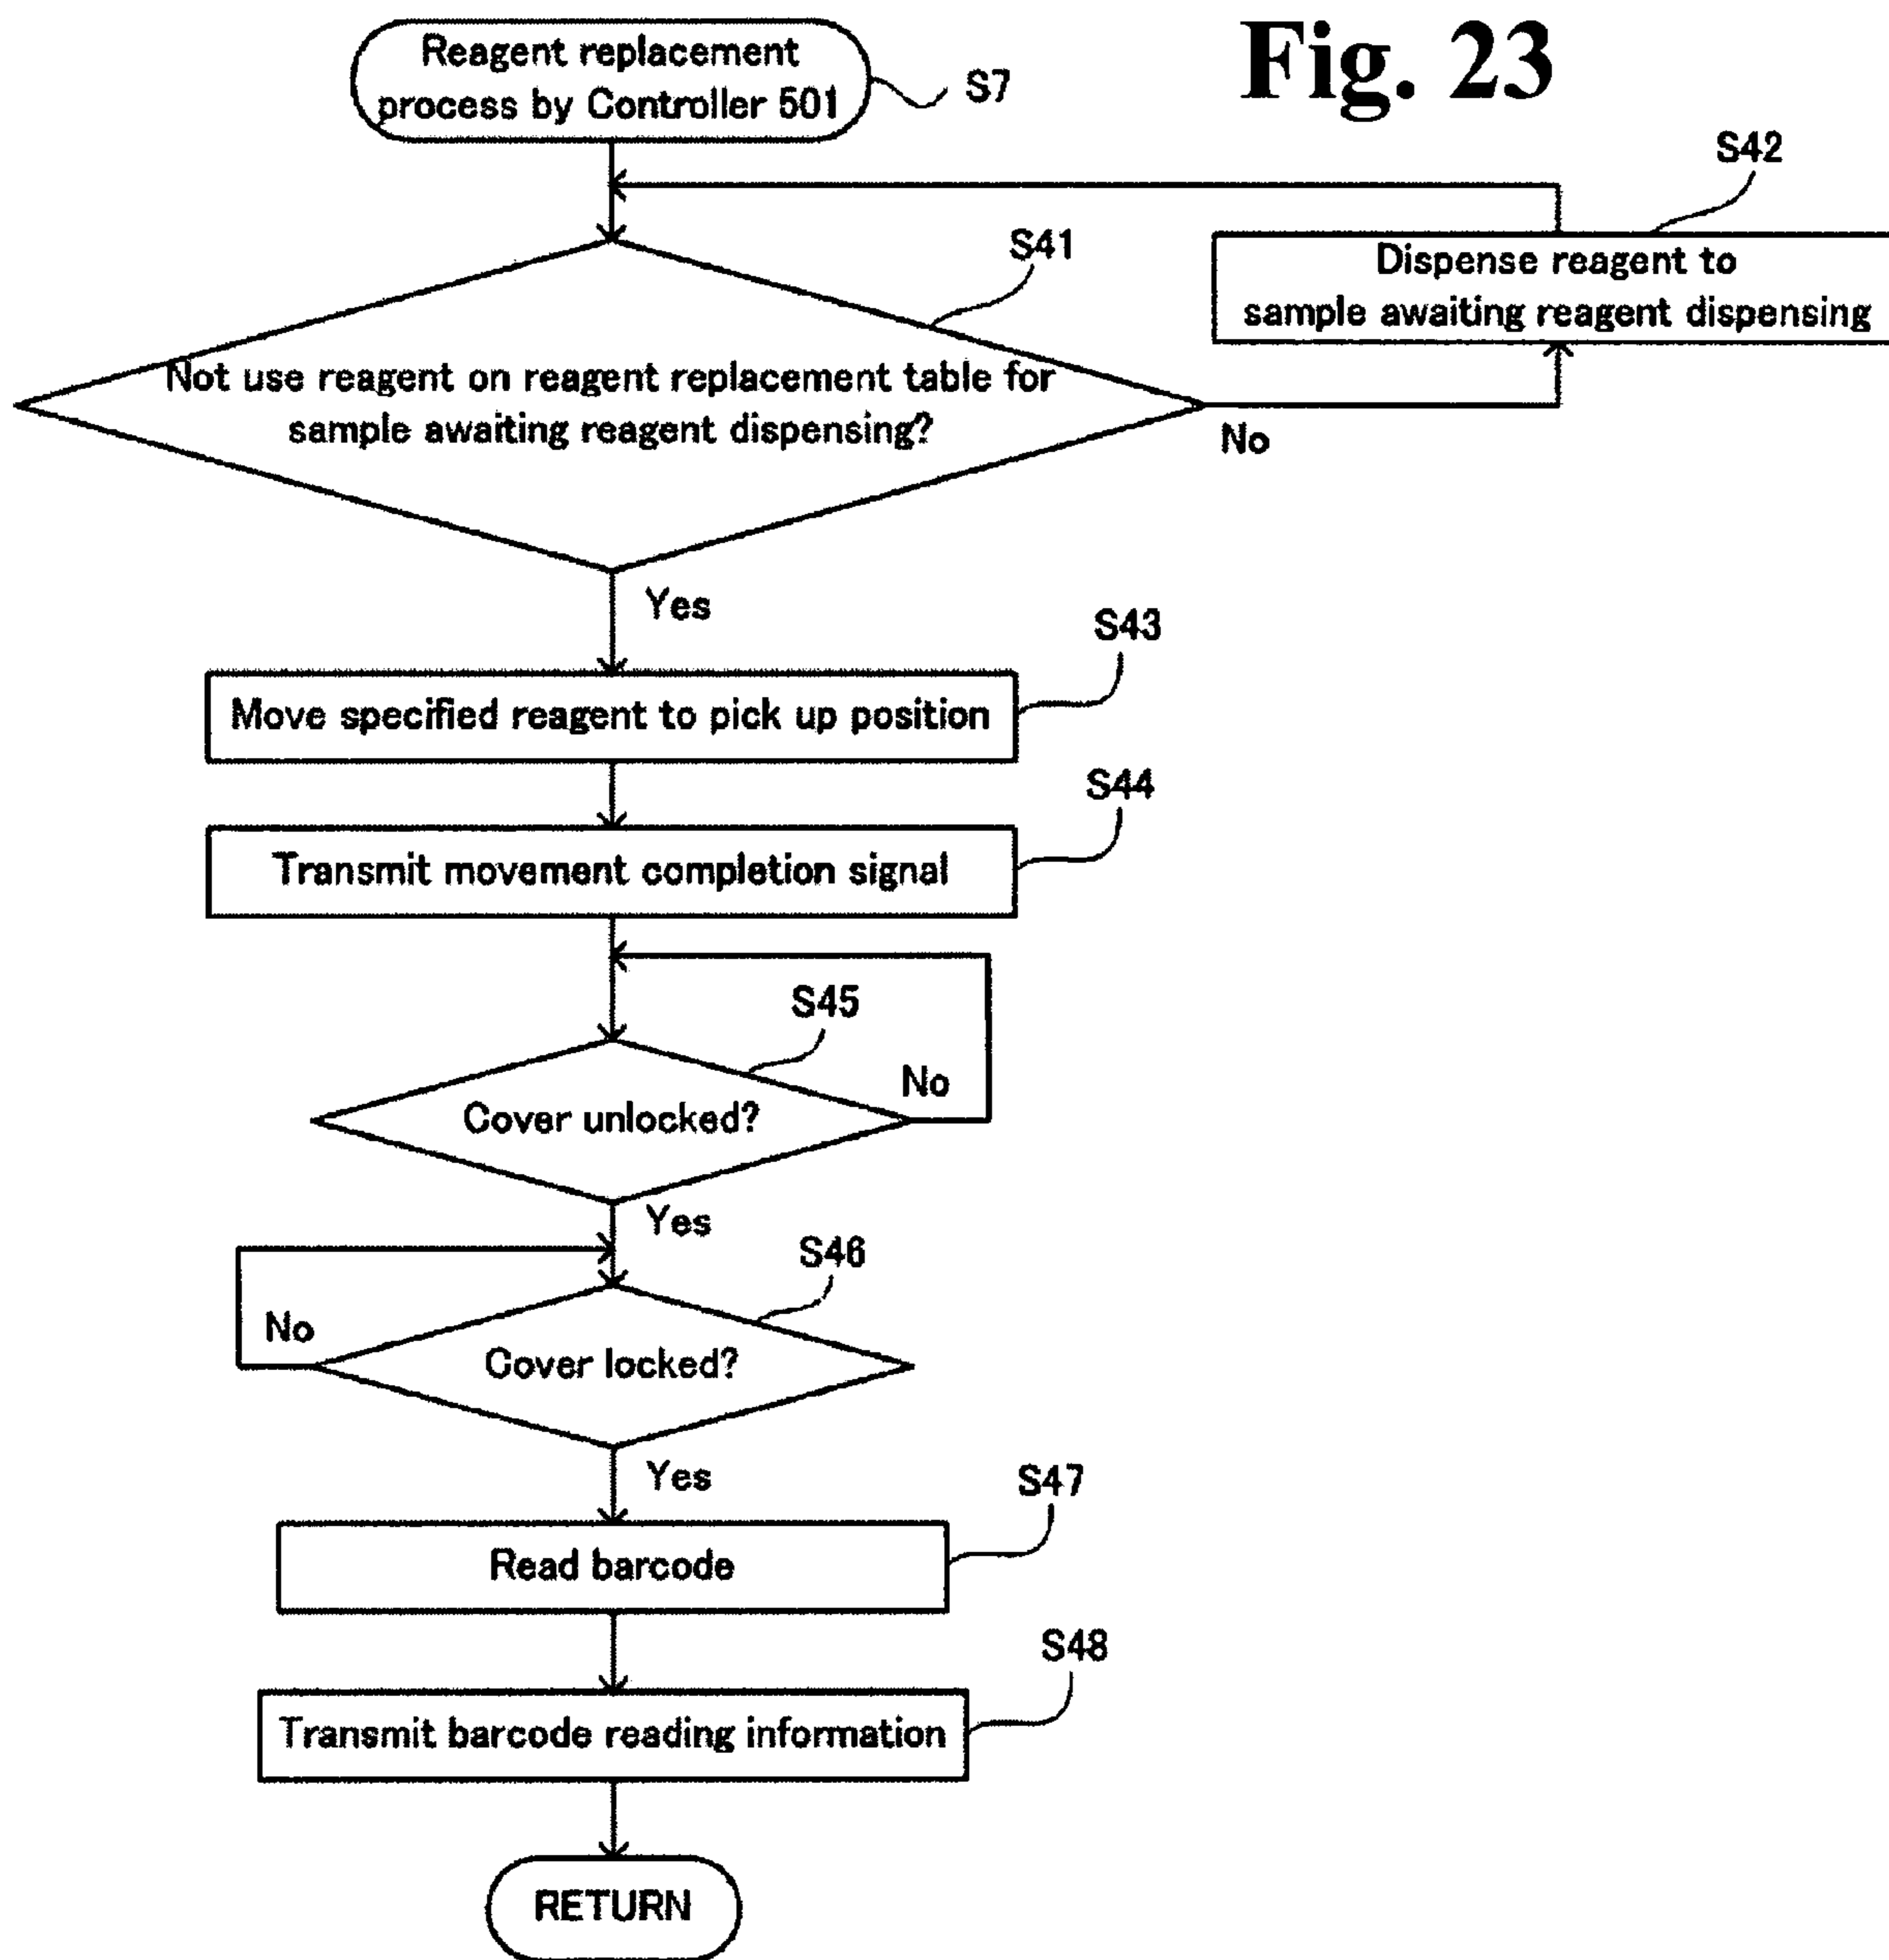 Fig. 23
Reagent replacement
process by Controller 501
S7
S42
Dispense reagent to
sample awaiting reagent dispensing
S41
Not use reagent on reagent replacement table for
sample awaiting reagent dispensing?
No
Yes
S43
Move specified reagent to pick up position
S44
Transmit movement completion signal
S45
No
Cover unlocked?
Yes
S46
No
Cover locked?
Yes
S47
Read barcode
S48
Transmit barcode reading information
RETURN